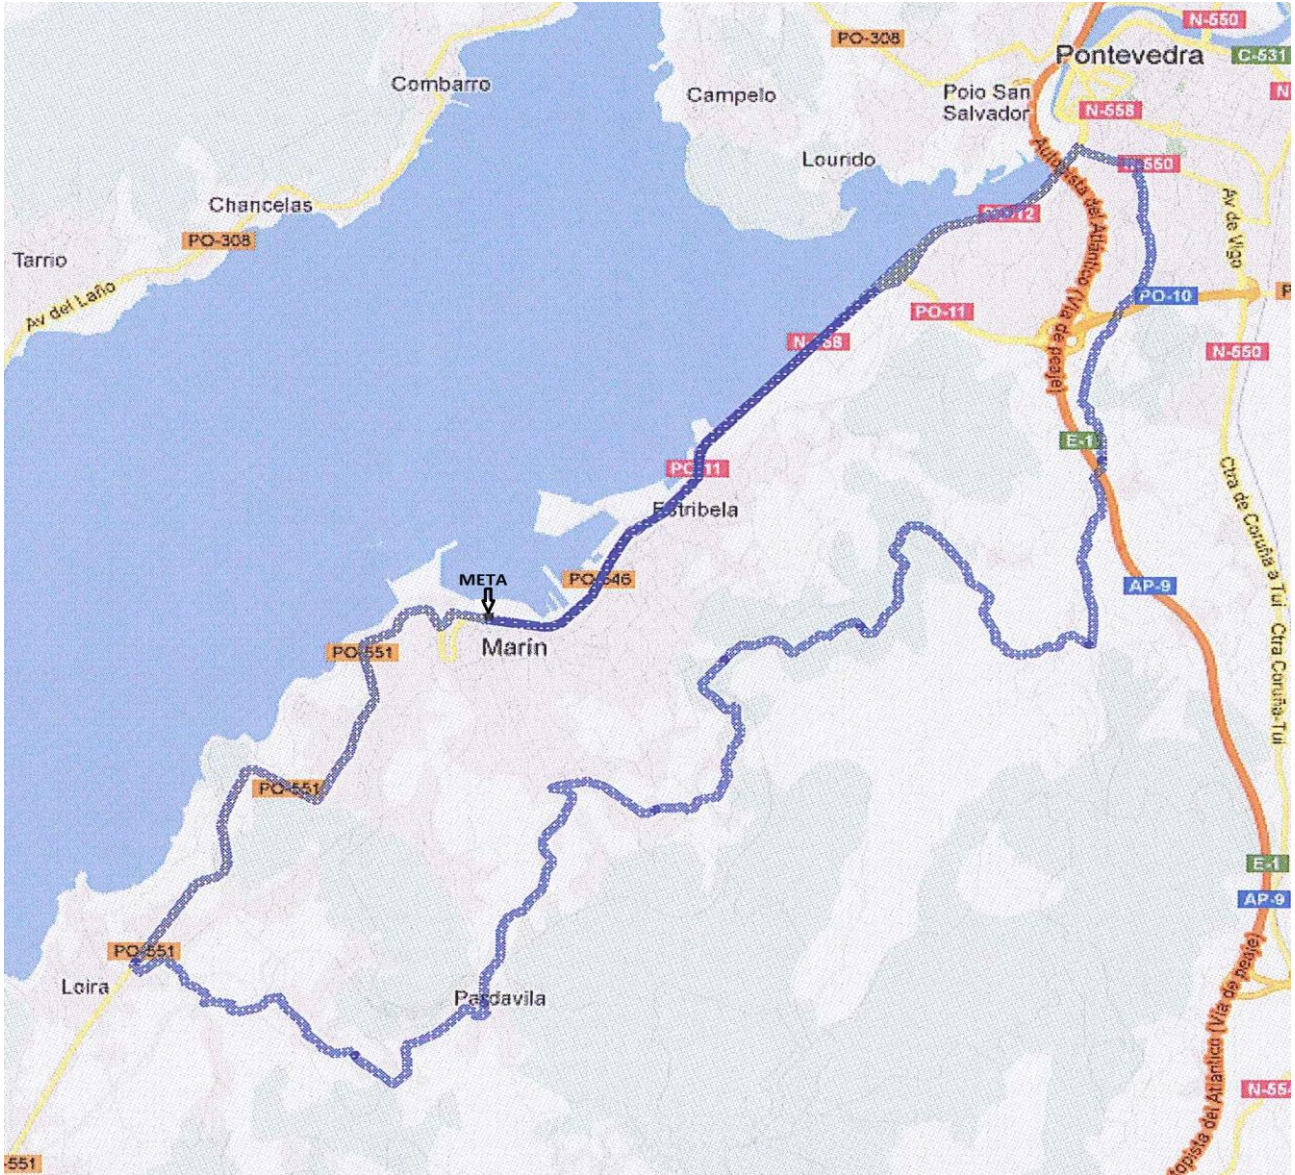 N-550
PO-308
Pontevedra
C-531
Combarro
Campelo
Poio San
Salvador
N-558
Lourido
N-550
Autopista del Atlántico (Vía de peaje)
Chancelas
Av de Vigo
PO-308
Tarrio
Av del Laño
PO-10
PO-11
N-550
E-1
PO-11
Estribela
Ctra de Coruña a Tui
META
PO-546
AP-9
Marín
PO-551
Ctra Coruña-Tui
PO-551
E-1
AP-9
PO-551
Loira
Pardavila
Autopista del Atlántico (Vía de peaje)
N-554
-551